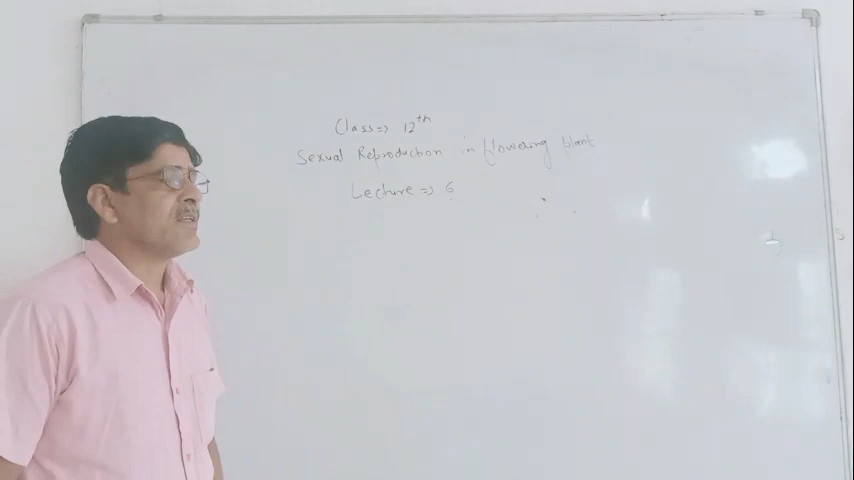 Class => 12th
Sexual Reproduction in flowering plant
Lecture => 6